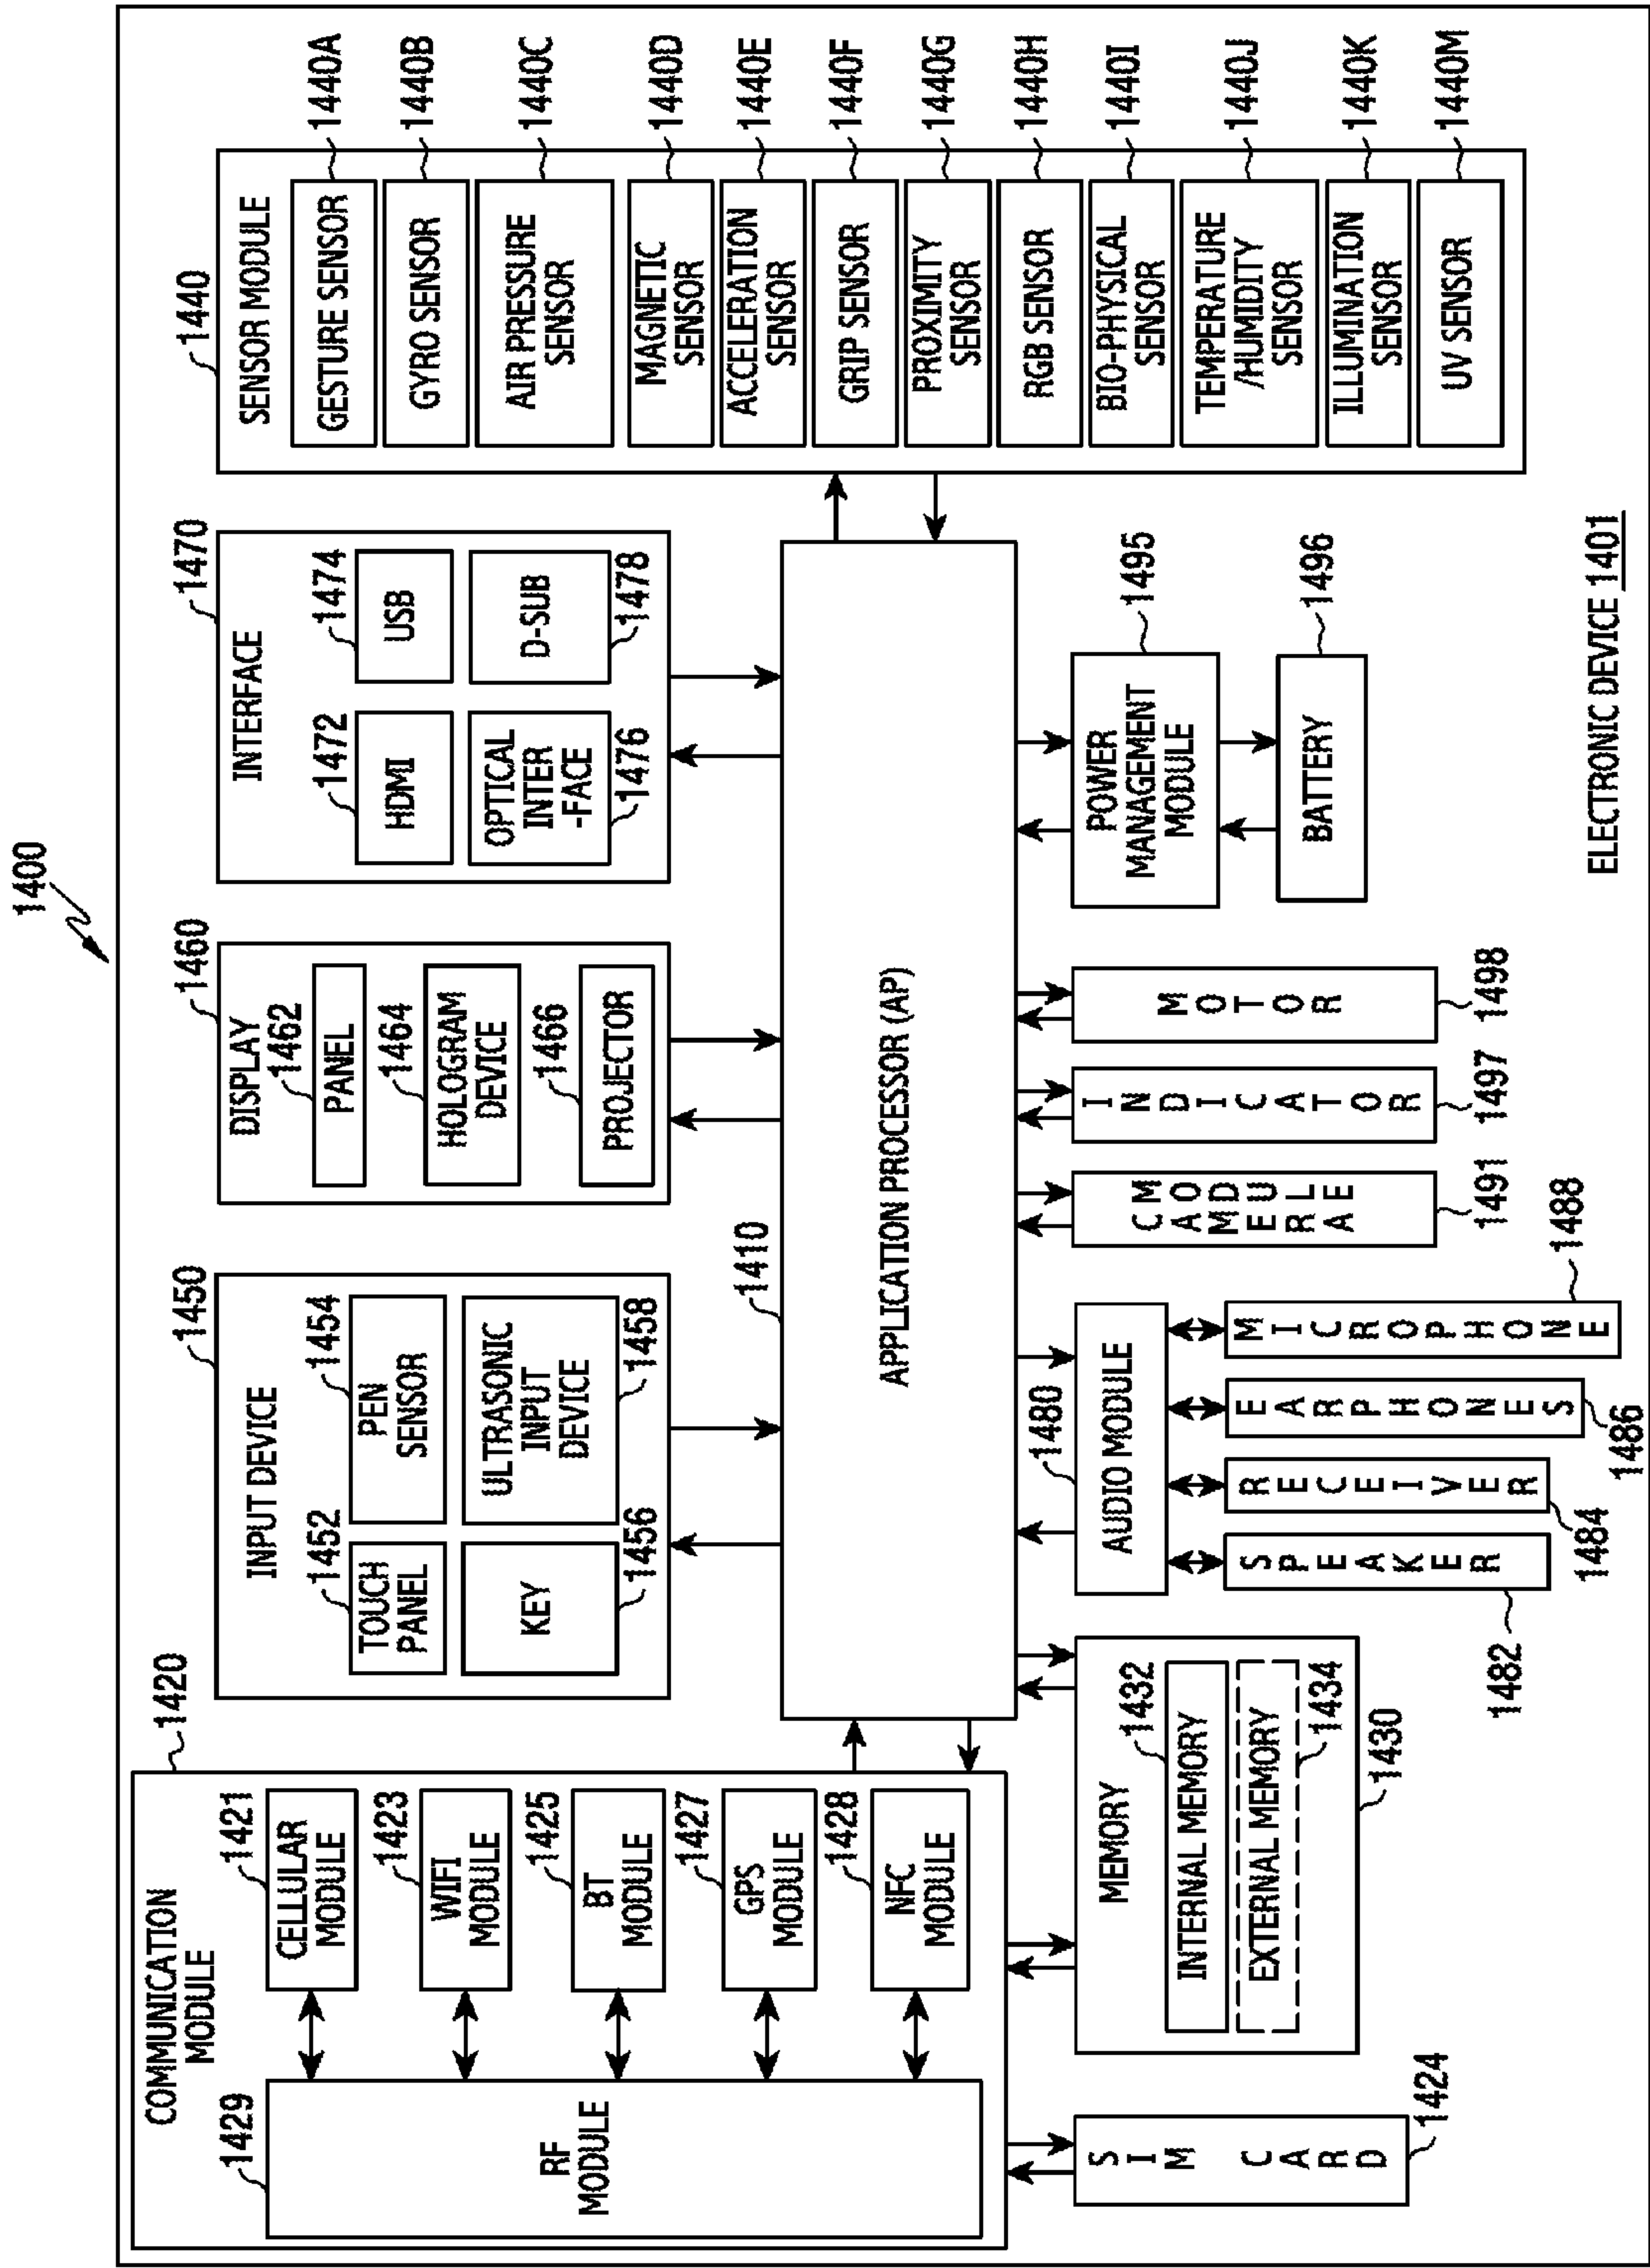 1400
COMMUNICATION
MODULE
1420
1429
RF
MODULE
1421
CELLULAR
MODULE
1423
WIFI
MODULE
1425
BT
MODULE
1427
GPS
MODULE
1428
NFC
MODULE
1450
INPUT DEVICE
1452
TOUCH
PANEL
1454
PEN
SENSOR
KEY
1456
ULTRASONIC
INPUT
DEVICE
1458
1460
DISPLAY
1462
PANEL
1464
HOLOGRAM
DEVICE
1466
PROJECTOR
1470
INTERFACE
1472
HDMI
1474
USB
OPTICAL
INTER
-FACE
1476
D-SUB
1478
1440
SENSOR MODULE
GESTURE SENSOR
1440A
GYRO SENSOR
1440B
AIR PRESSURE
SENSOR
1440C
MAGNETIC
SENSOR
1440D
ACCELERATION
SENSOR
1440E
GRIP SENSOR
1440F
PROXIMITY
SENSOR
1440G
RGB SENSOR
1440H
BIO-PHYSICAL
SENSOR
1440I
TEMPERATURE
/HUMIDITY
SENSOR
1440J
ILLUMINATION
SENSOR
1440K
UV SENSOR
1440M
1410
APPLICATION PROCESSOR (AP)
SIM CARD
1424
MEMORY
1432
INTERNAL MEMORY
EXTERNAL MEMORY
1434
1430
1480
AUDIO MODULE
SPEAKER
1482
RECEIVER
1484
EARPHONES
1486
MICROPHONE
1488
CAMERA
MODULE
1491
INDICATOR
1497
MOTOR
1498
POWER
MANAGEMENT
MODULE
1495
BATTERY
1496
ELECTRONIC DEVICE 1401